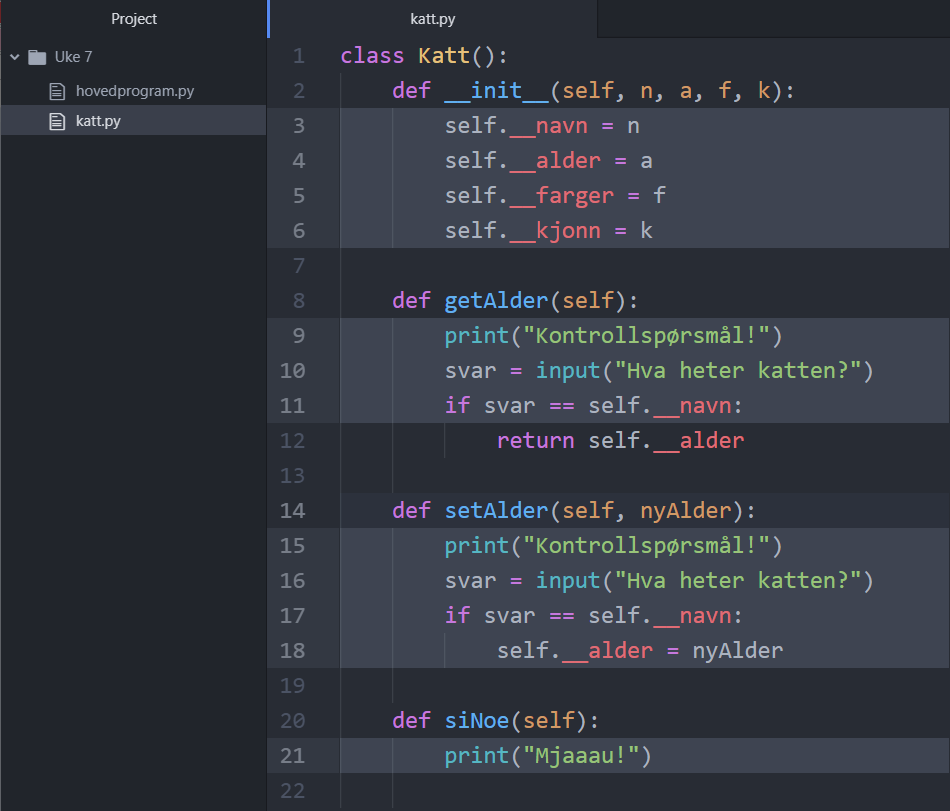 Project
Uke 7
hovedprogram.py
katt.py
katt.py
1 class Katt():
2     def __init__(self, n, a, f, k):
3         self.__navn = n
4         self.__alder = a
5         self.__farger = f
6         self.__kjonn = k
7
8     def getAlder(self):
9         print("Kontrollspørsmål!")
10         svar = input("Hva heter katten?")
11         if svar == self.__navn:
12             return self.__alder
13
14     def setAlder(self, nyAlder):
15         print("Kontrollspørsmål!")
16         svar = input("Hva heter katten?")
17         if svar == self.__navn:
18             self.__alder = nyAlder
19
20     def siNoe(self):
21         print("Mjaaau!")
22